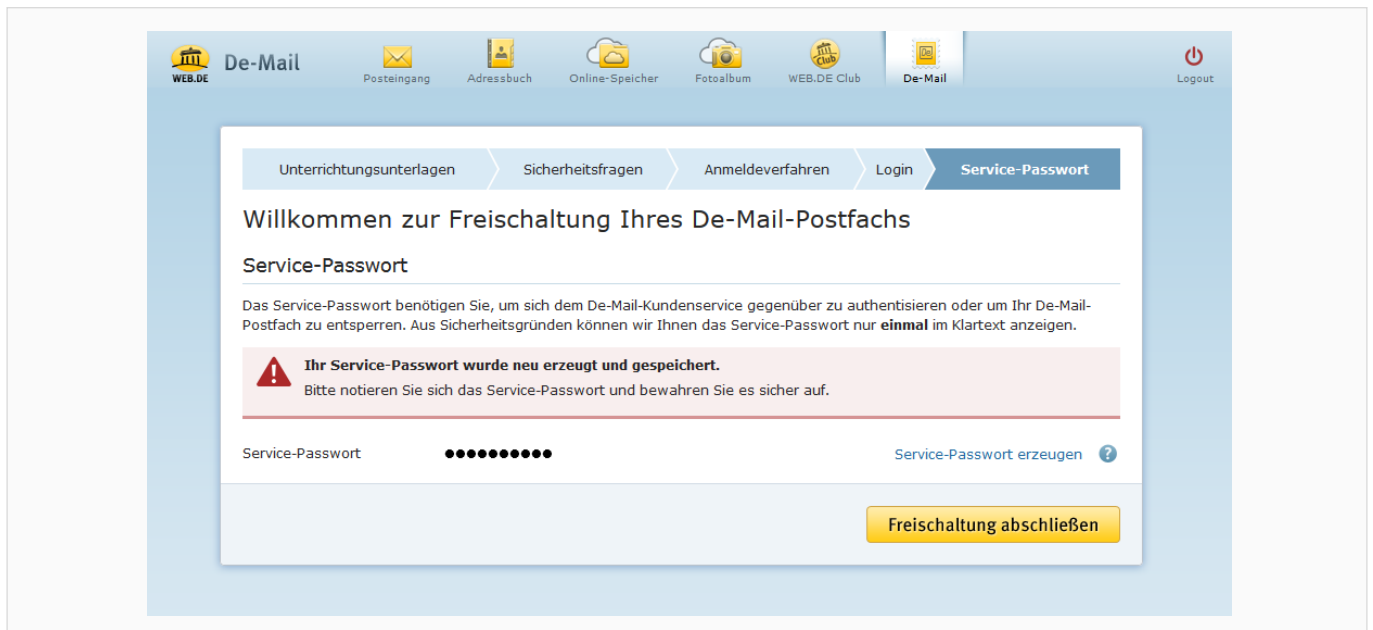 WEB.DE
De-Mail
Posteingang
Adressbuch
Online-Speicher
Fotoalbum
Club
WEB.DE Club
De
De-Mail
Logout
Unterrichtungsunterlagen
Sicherheitsfragen
Anmeldeverfahren
Login
Service-Passwort
Willkommen zur Freischaltung Ihres De-Mail-Postfachs
Service-Passwort
Das Service-Passwort benötigen Sie, um sich dem De-Mail-Kundenservice gegenüber zu authentisieren oder um Ihr De-Mail-
Postfach zu entsperren. Aus Sicherheitsgründen können wir Ihnen das Service-Passwort nur einmal im Klartext anzeigen.
Ihr Service-Passwort wurde neu erzeugt und gespeichert.
Bitte notieren Sie sich das Service-Passwort und bewahren Sie es sicher auf.
Service-Passwort ●●●●●●●●●● Service-Passwort erzeugen ?
Freischaltung abschließen